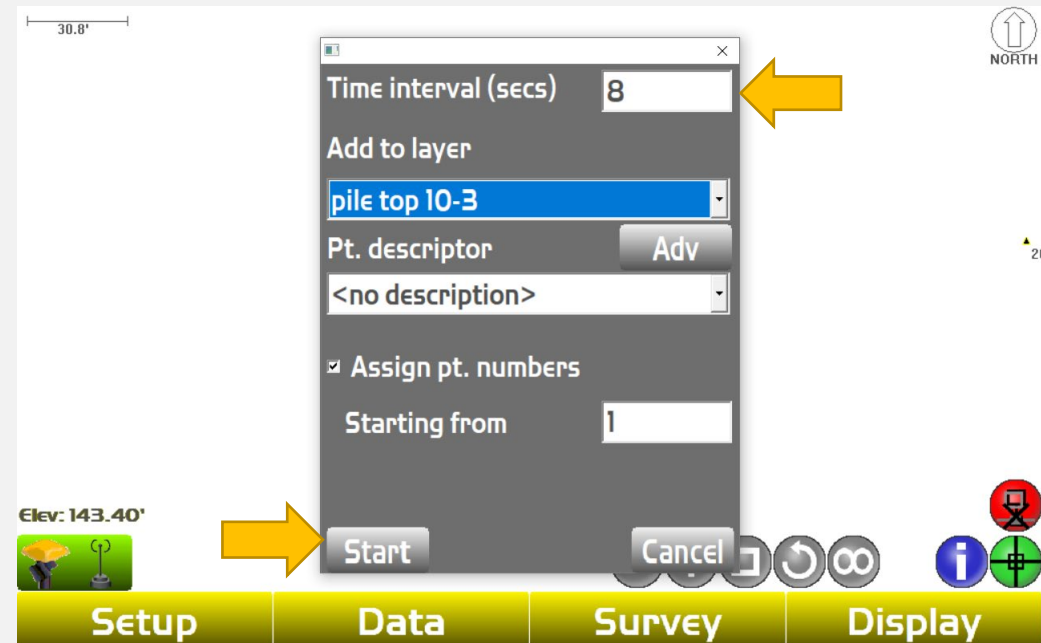 30.8'
NORTH
Time interval (secs) 8
Add to layer
pile top 10-3
Pt. descriptor Adv
<no description>
Assign pt. numbers
Starting from 1
Elev: 143.40'
Start Cancel
Setup Data Survey Display